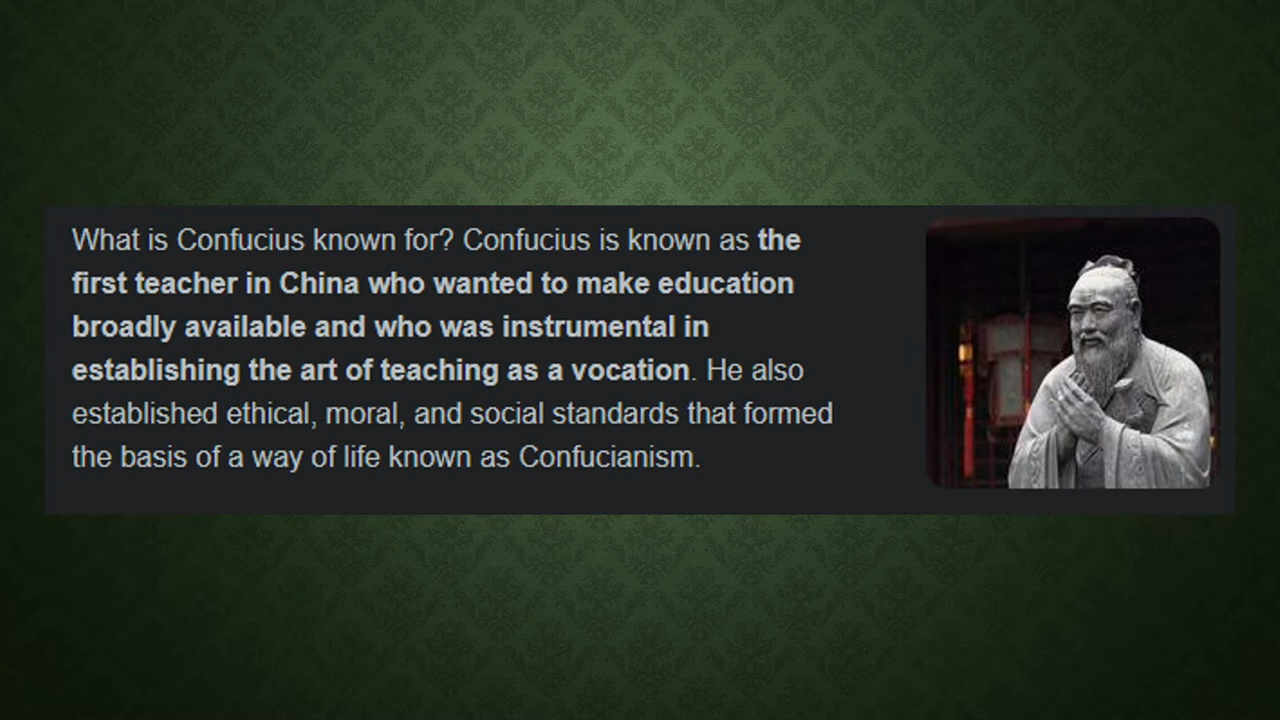 What is Confucius known for? Confucius is known as the
first teacher in China who wanted to make education
broadly available and who was instrumental in
establishing the art of teaching as a vocation. He also
established ethical, moral, and social standards that formed
the basis of a way of life known as Confucianism.